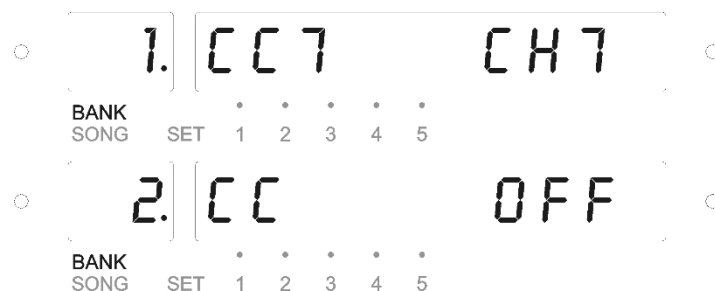 1. CC7 CH7
BANK
SONG SET 1 2 3 4 5
2. CC OFF
BANK
SONG SET 1 2 3 4 5